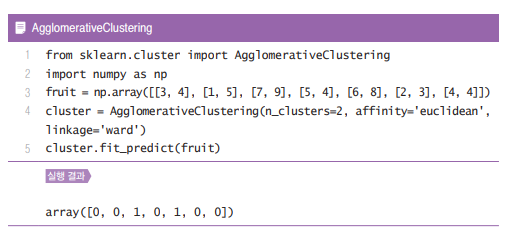 AgglomerativeClustering
1 from sklearn.cluster import AgglomerativeClustering
2 import numpy as np
3 fruit = np.array([[3, 4], [1, 5], [7, 9], [5, 4], [6, 8], [2, 3], [4, 4]])
4 cluster = AgglomerativeClustering(n_clusters=2, affinity='euclidean',
linkage='ward')
5 cluster.fit_predict(fruit)
실행 결과
array([0, 0, 1, 0, 1, 0, 0])